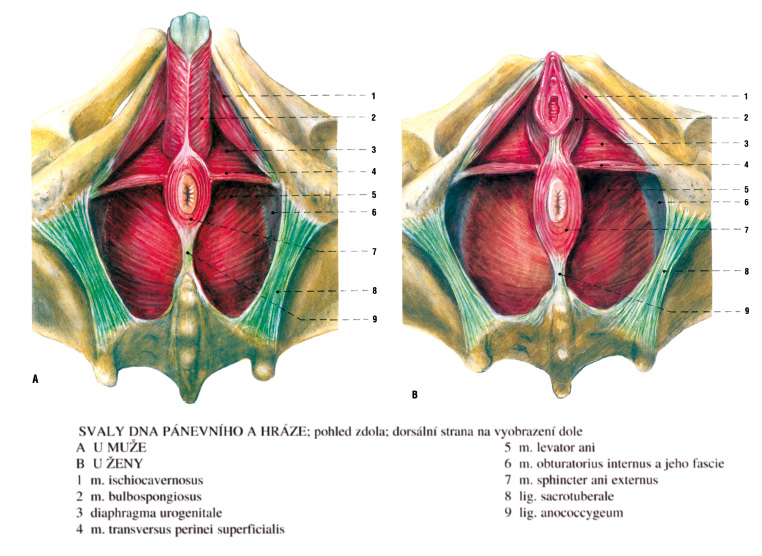 1
2
3
4
5
6
7
8
9
A
1
2
3
4
5
6
7
8
9
B
SVALY DNA PÁNEVNÍHO A HRÁZE; pohled zdola; dorsální strana na vyobrazení dole
A U MUŽE
B U ŽENY
1 m. ischiocavernosus
2 m. bulbospongiosus
3 diaphragma urogenitale
4 m. transversus perinei superficialis
5 m. levator ani
6 m. obturatorius internus a jeho fascie
7 m. sphincter ani externus
8 lig. sacrotuberale
9 lig. anococcygeum